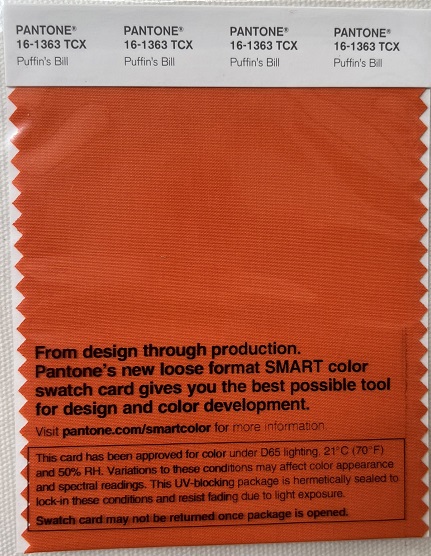 PANTONE® PANTONE® PANTONE® PANTONE®
16-1363 TCX 16-1363 TCX 16-1363 TCX 16-1363 TCX
Puffin's Bill Puffin's Bill Puffin's Bill Puffin's Bill
From design through production.
Pantone's new loose format SMART color
swatch card gives you the best possible tool
for design and color development.
Visit pantone.com/smartcolor for more information.
This card has been approved for color under D65 lighting, 21°C (70°F)
and 50% RH. Variations to these conditions may affect color appearance
and spectral readings. This UV-blocking package is hermetically sealed to
lock-in these conditions and resist fading due to light exposure.
Swatch card may not be returned once package is opened.